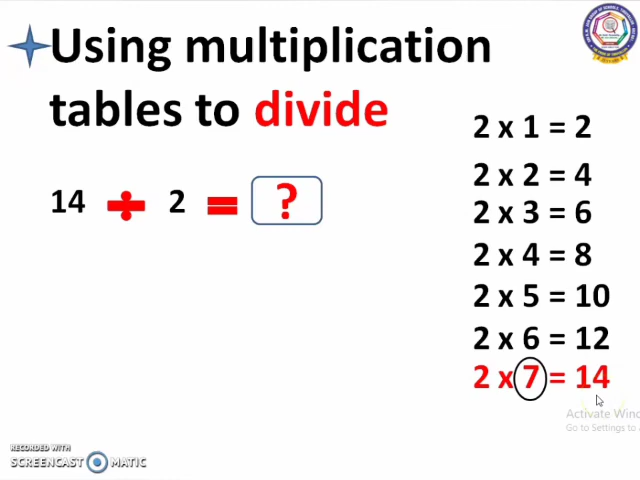 Using multiplication
tables to divide
14 ÷ 2 = ?
2 x 1 = 2
2 x 2 = 4
2 x 3 = 6
2 x 4 = 8
2 x 5 = 10
2 x 6 = 12
2 x 7 = 14
Activate Winc
Go to Settings to
RECORDED WITH
SCREENCAST MATIC